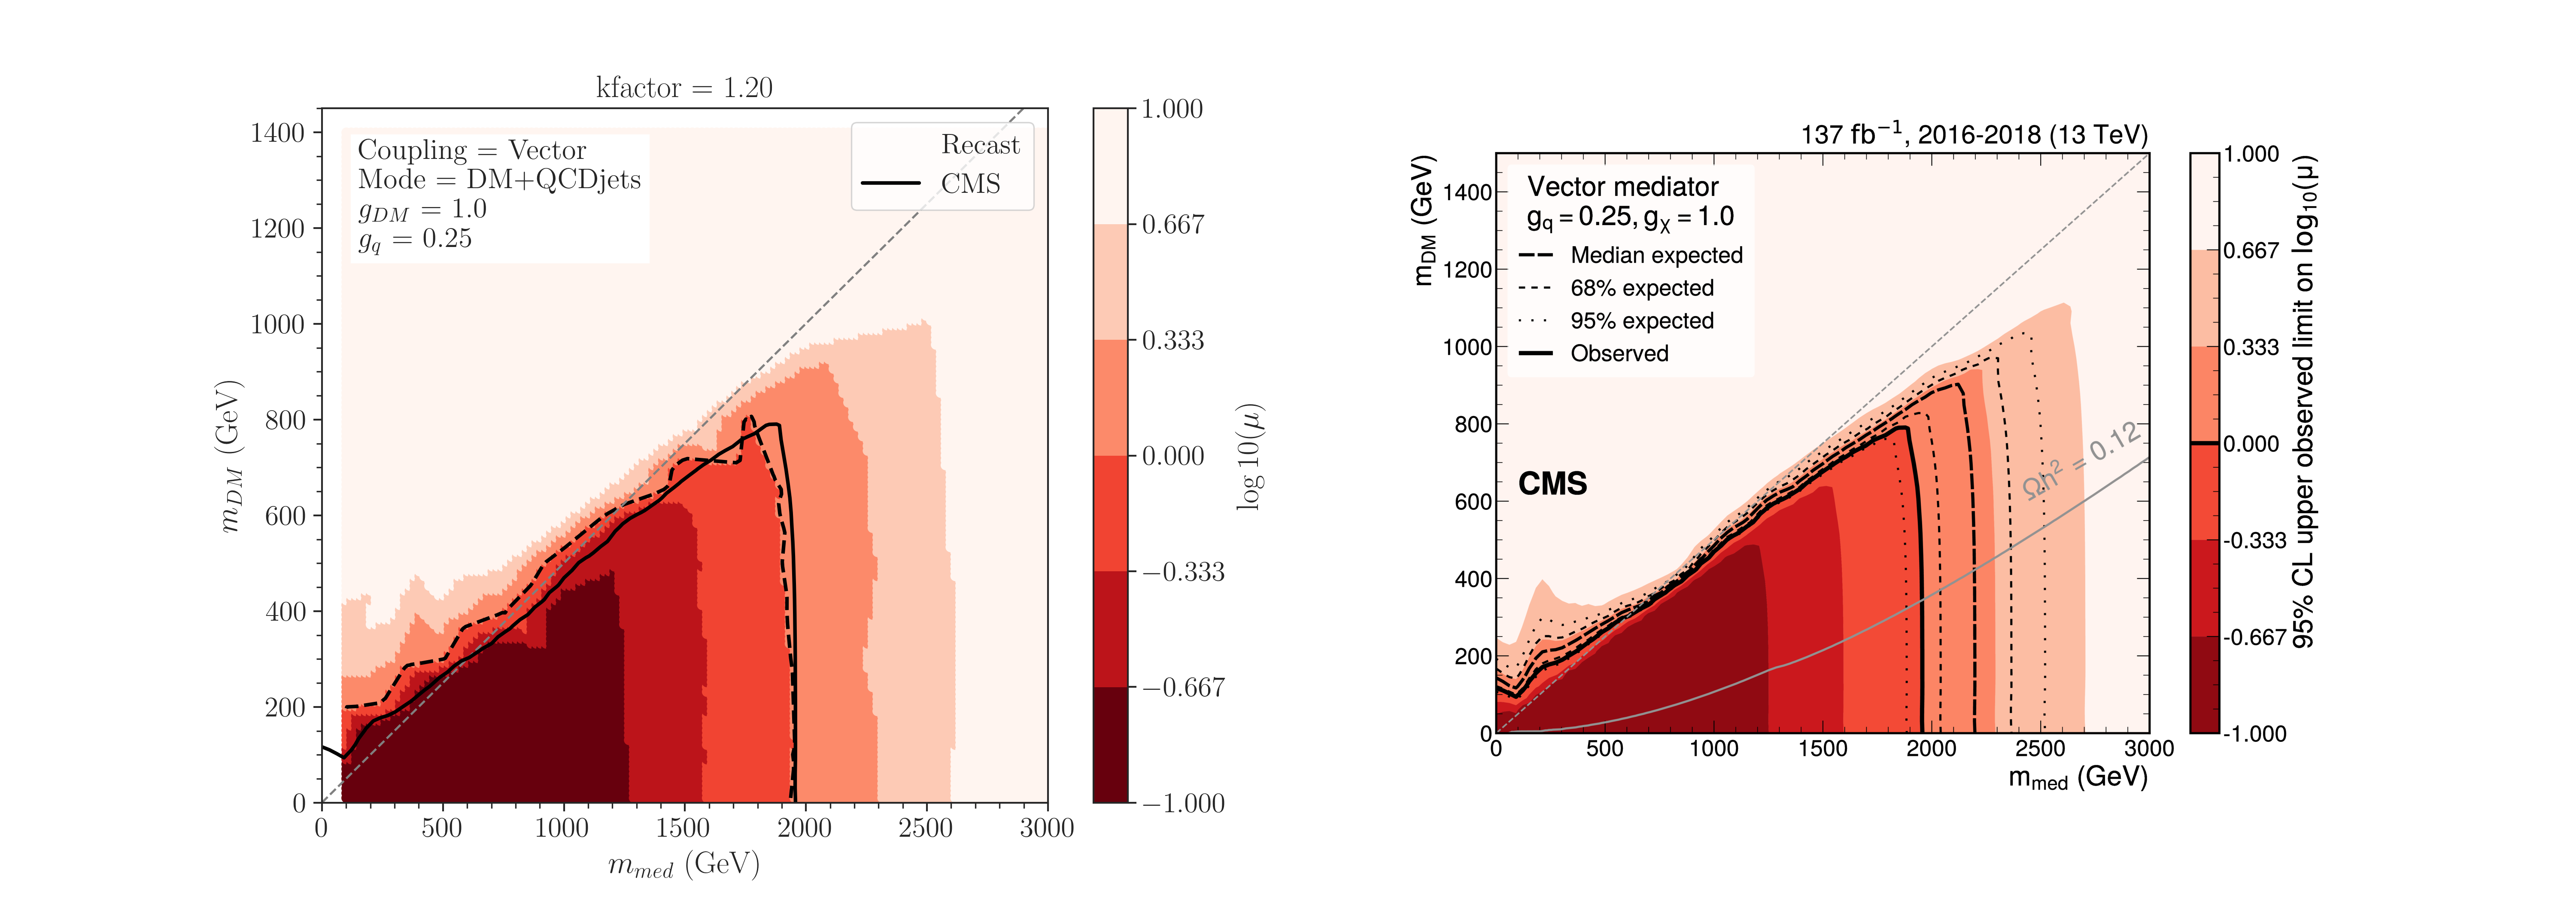 kfactor = 1.20
Coupling = Vector
Mode = DM+QCDjets
g_DM = 1.0
g_q = 0.25
Recast
CMS
1400
1200
1000
800
600
400
200
0
m_DM (GeV)
0 500 1000 1500 2000 2500 3000
m_med (GeV)
1.000
0.667
0.333
0.000
−0.333
−0.667
−1.000
log 10(μ)
137 fb⁻¹, 2016-2018 (13 TeV)
Vector mediator
g_q = 0.25, g_χ = 1.0
Median expected
68% expected
95% expected
Observed
CMS
Ωh² = 0.12
1400
1200
1000
800
600
400
200
0
m_DM (GeV)
0 500 1000 1500 2000 2500 3000
m_med (GeV)
1.000
0.667
0.333
0.000
-0.333
-0.667
-1.000
95% CL upper observed limit on log₁₀(μ)